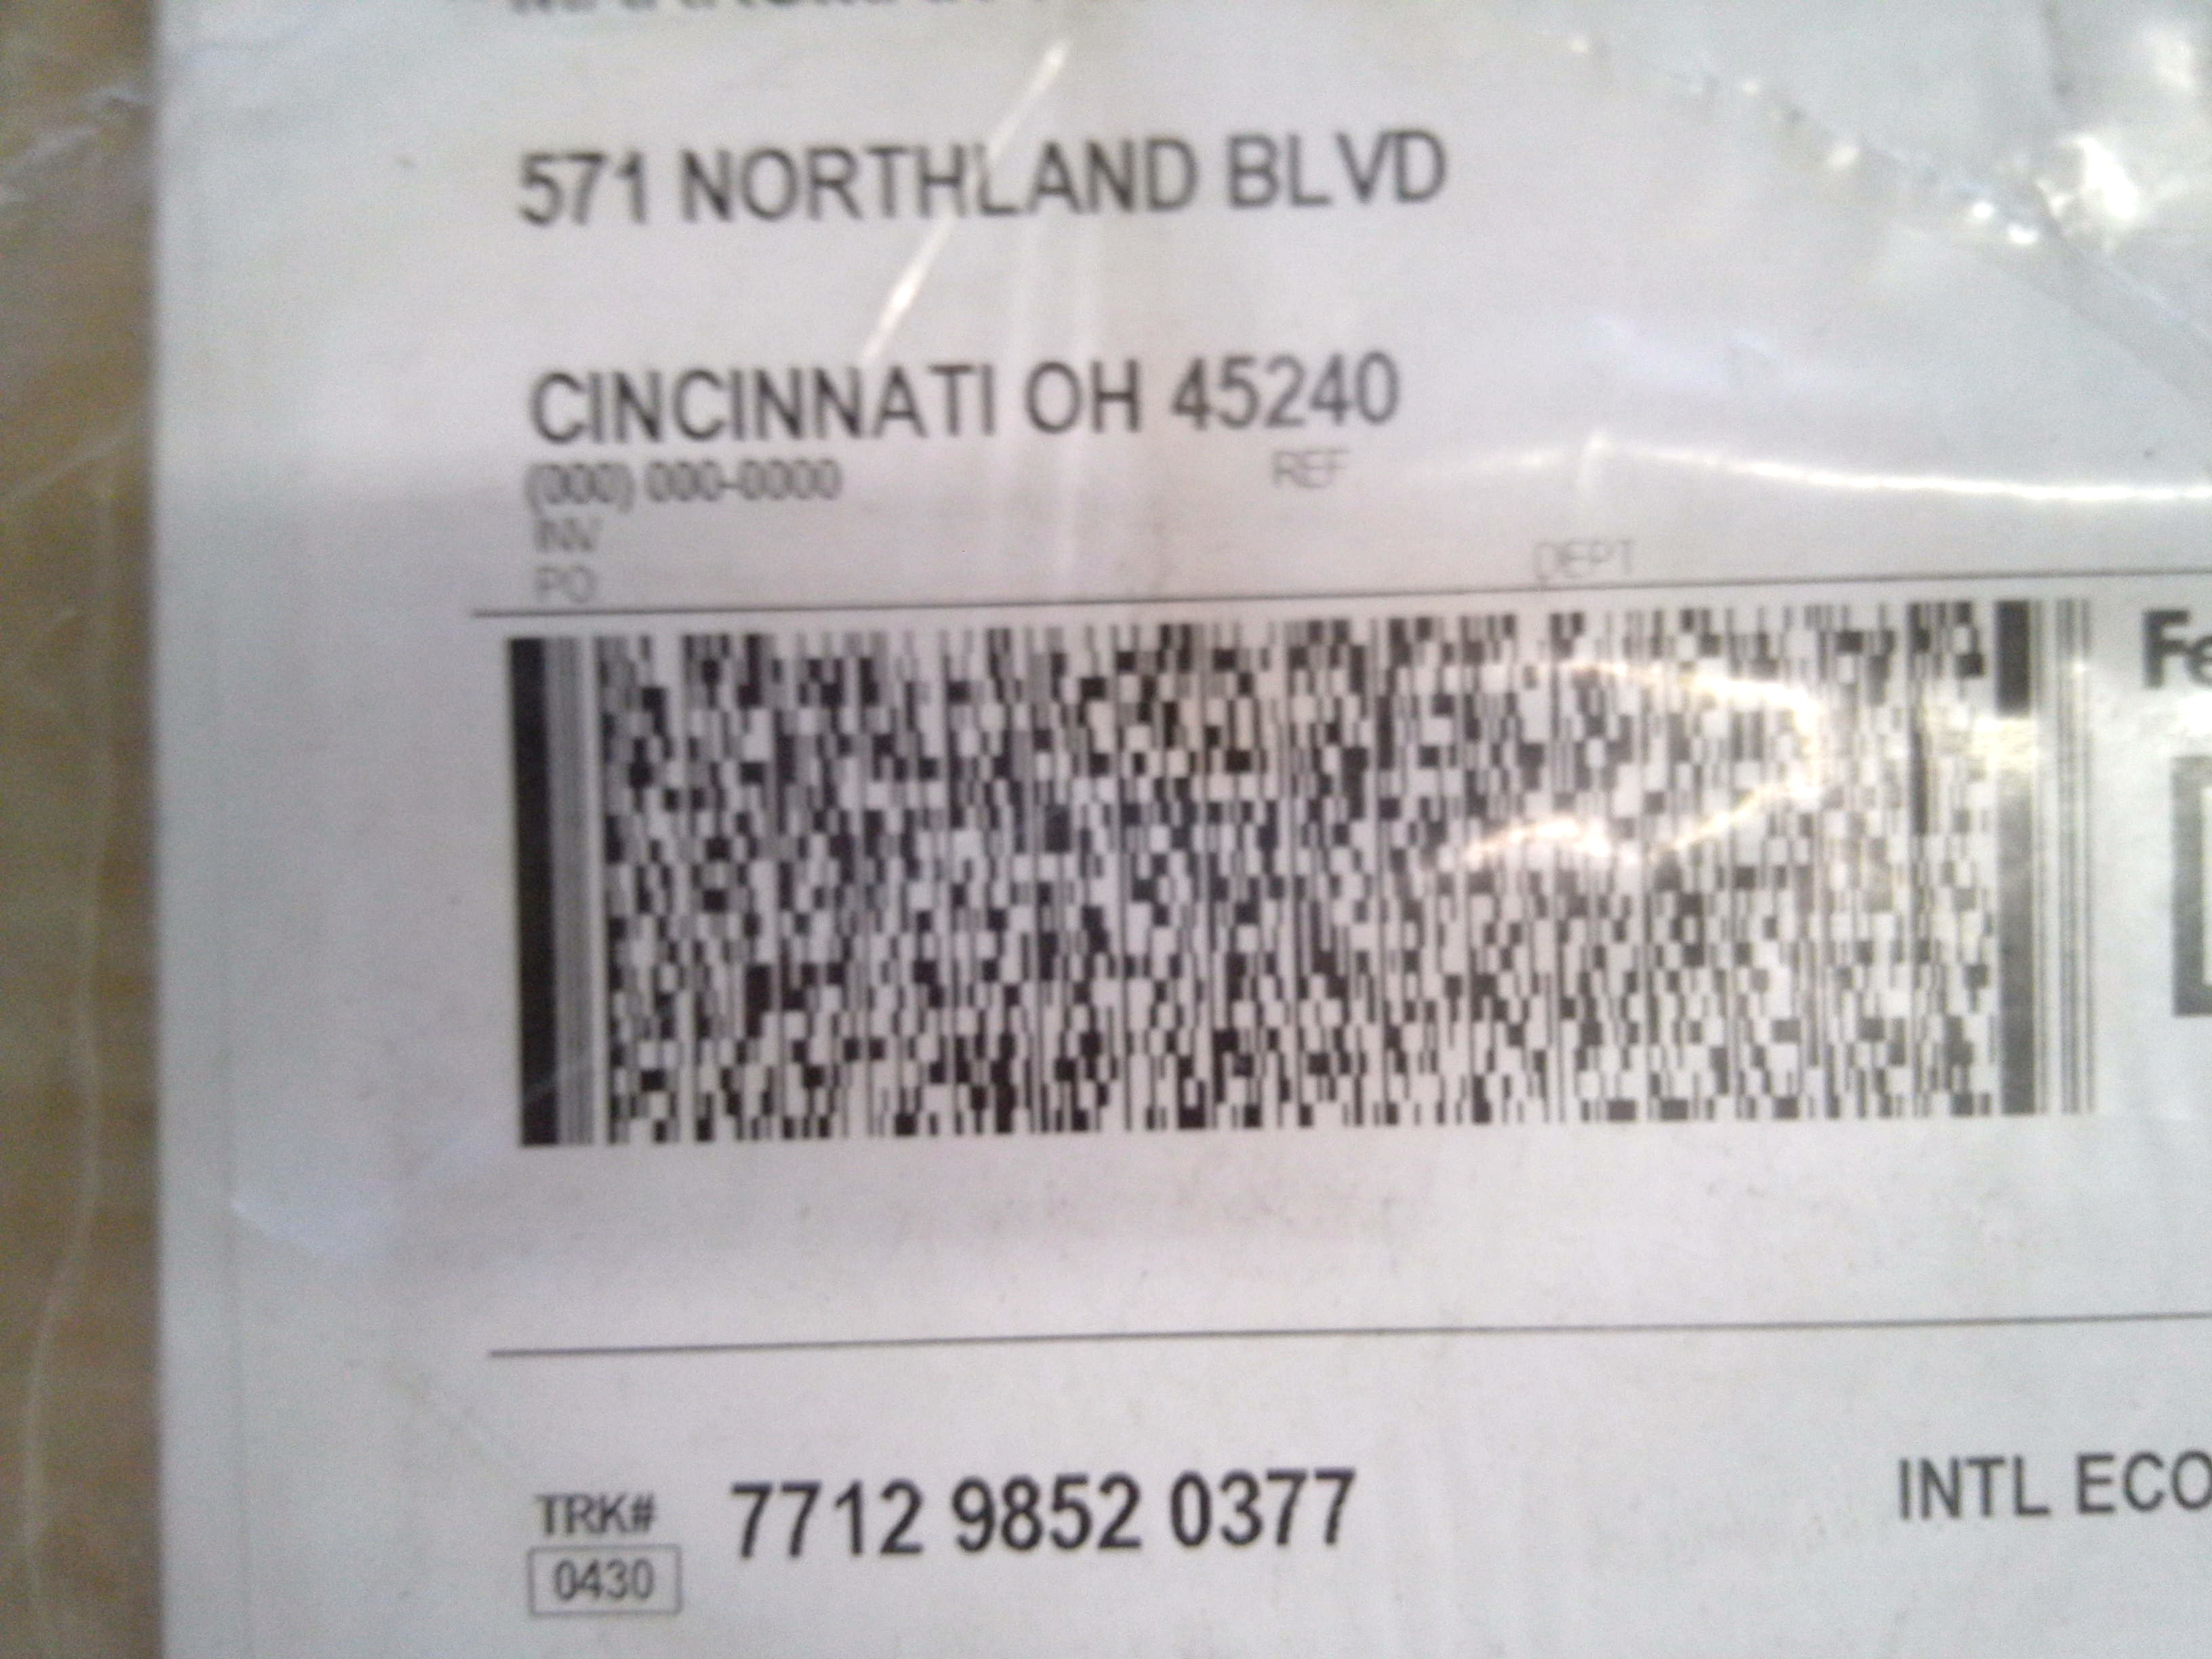 571 NORTHLAND BLVD
CINCINNATI OH 45240
(000) 000-0000
REF
INV
PO
DEPT
Fe
TRK#
7712 9852 0377
INTL ECO
0430